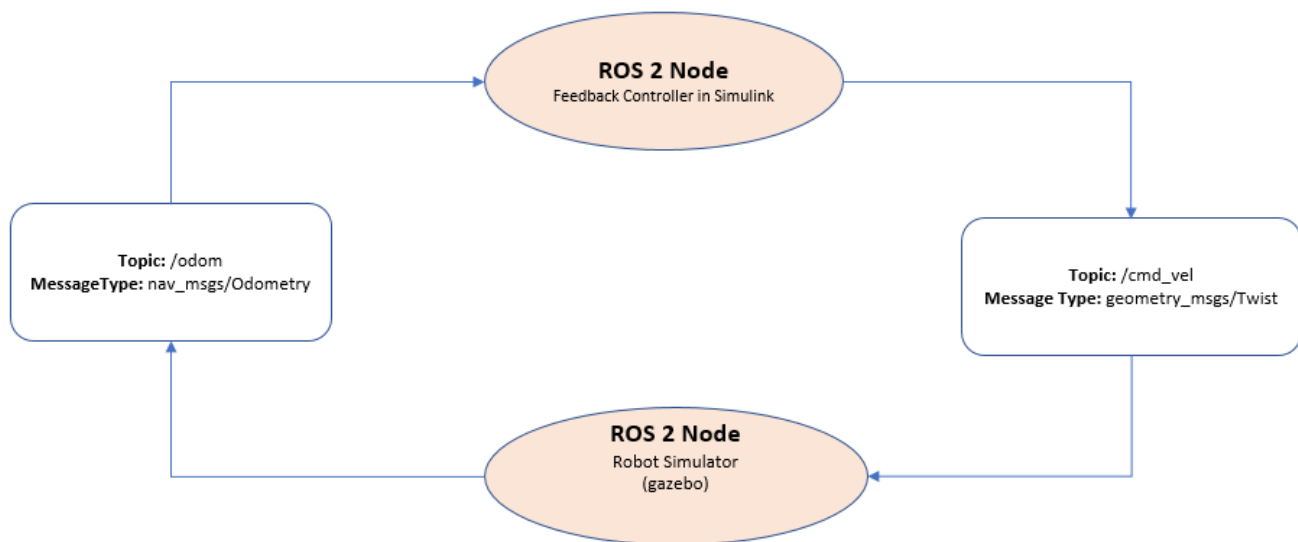 ROS 2 Node
Feedback Controller in Simulink
Topic: /odom
MessageType: nav_msgs/Odometry
Topic: /cmd_vel
Message Type: geometry_msgs/Twist
ROS 2 Node
Robot Simulator
(gazebo)